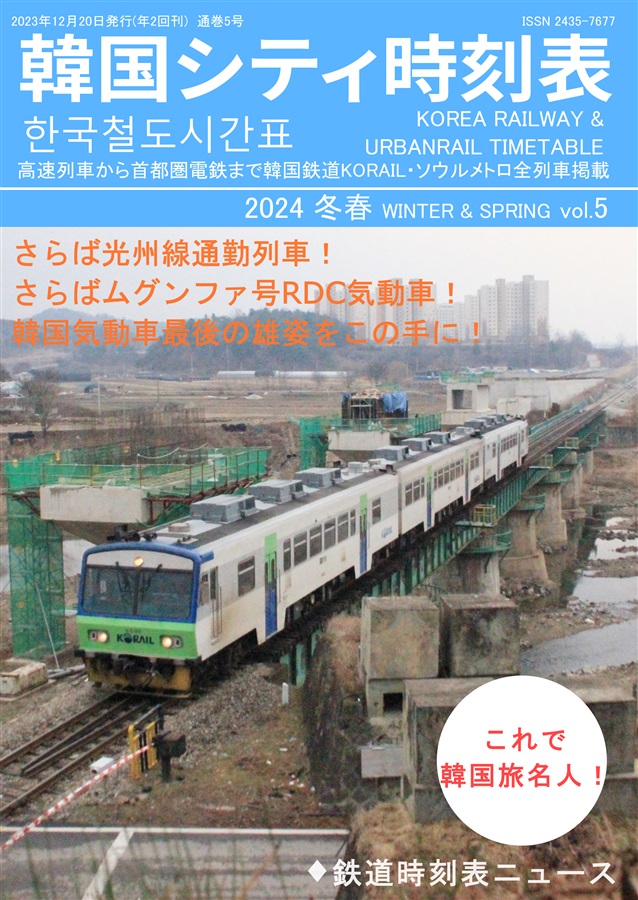 2023年12月20日発行(年2回刊) 通巻5号 ISSN 2435-7677
韓国シティ時刻表
한국철도시간표
KOREA RAILWAY &
URBANRAIL TIMETABLE
高速列車から首都圏電鉄まで韓国鉄道KORAIL・ソウルメトロ全列車掲載
2024 冬春 WINTER & SPRING vol.5
さらば光州線通勤列車！
さらばムグンファ号RDC気動車！
韓国気動車最後の雄姿をこの手に！
KORAIL
これで
韓国旅名人！
◆鉄道時刻表ニュース